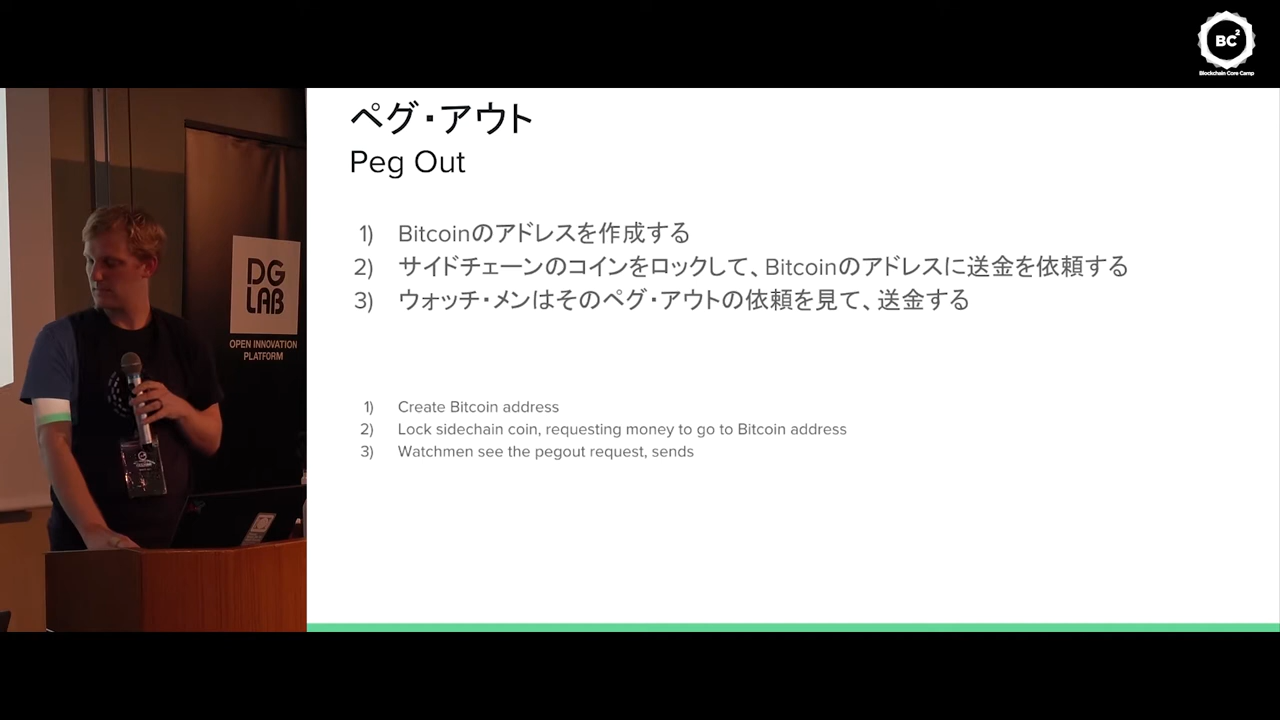 BC2
Blockchain Core Camp
ペグ・アウト
Peg Out
1) Bitcoinのアドレスを作成する
2) サイドチェーンのコインをロックして、Bitcoinのアドレスに送金を依頼する
3) ウォッチ・メンはそのペグ・アウトの依頼を見て、送金する
1) Create Bitcoin address
2) Lock sidechain coin, requesting money to go to Bitcoin address
3) Watchmen see the pegout request, sends
DG
LAB
OPEN INNOVATION
PLATFORM